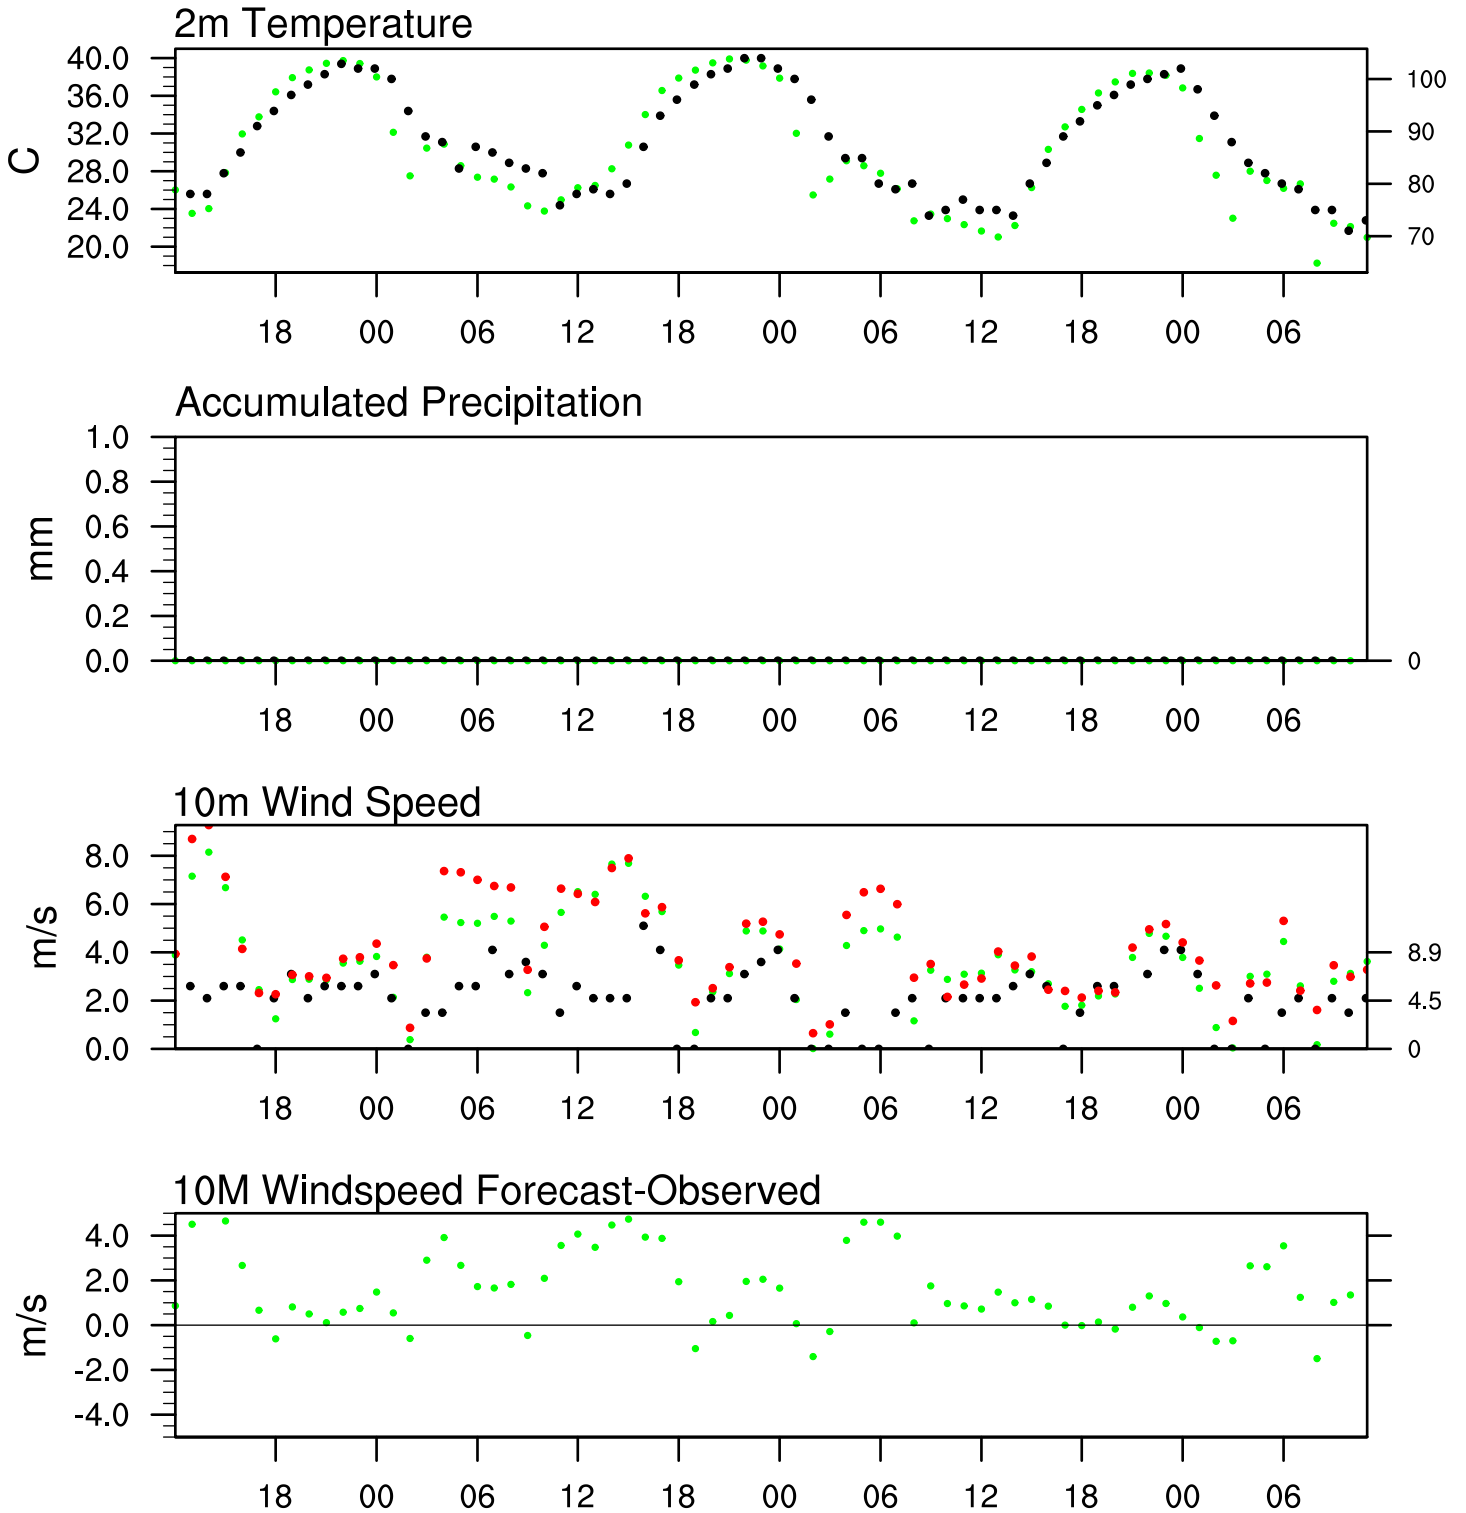 2m Temperature
40.0
36.0
32.0
28.0
24.0
20.0
C
100
90
80
70
18 00 06 12 18 00 06 12 18 00 06
Accumulated Precipitation
1.0
0.8
0.6
0.4
0.2
0.0
mm
0
18 00 06 12 18 00 06 12 18 00 06
10m Wind Speed
8.0
6.0
4.0
2.0
0.0
m/s
8.9
4.5
0
18 00 06 12 18 00 06 12 18 00 06
10M Windspeed Forecast-Observed
4.0
2.0
0.0
-2.0
-4.0
m/s
18 00 06 12 18 00 06 12 18 00 06